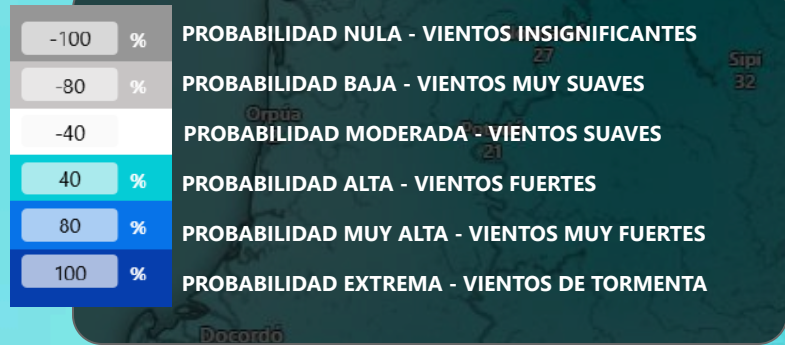 -100 % PROBABILIDAD NULA - VIENTOS INSIGNIFICANTES
27
Sipí
32
-80 % PROBABILIDAD BAJA - VIENTOS MUY SUAVES
Orpúa
-40 PROBABILIDAD MODERADA - VIENTOS SUAVES
21
40 % PROBABILIDAD ALTA - VIENTOS FUERTES
80 % PROBABILIDAD MUY ALTA - VIENTOS MUY FUERTES
100 % PROBABILIDAD EXTREMA - VIENTOS DE TORMENTA
Docordó